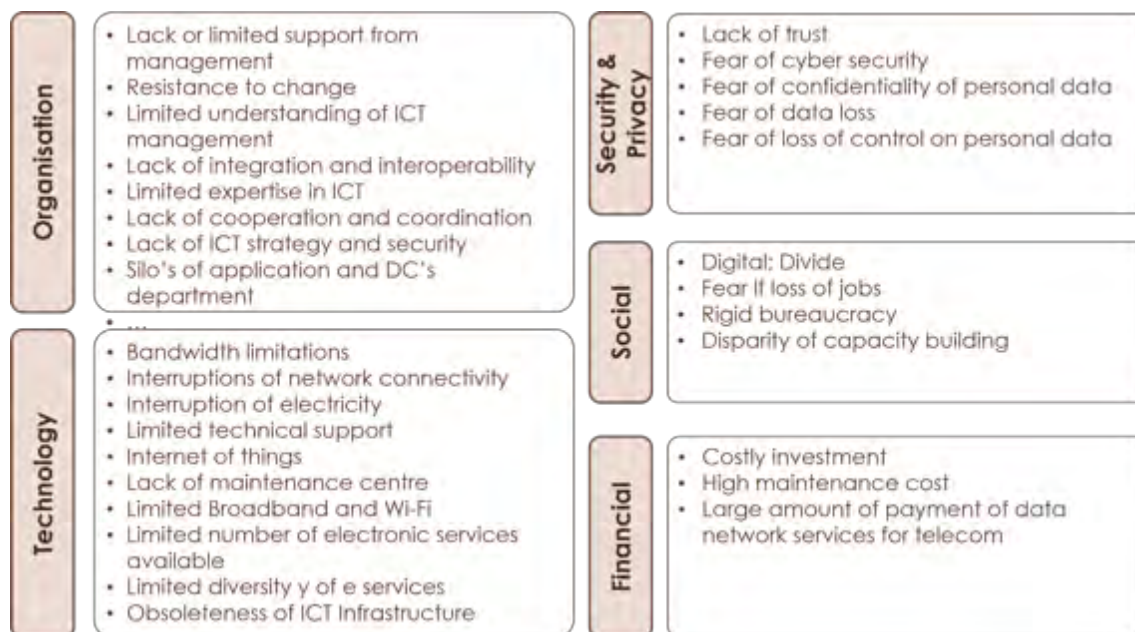 Organisation
• Lack or limited support from
management
• Resistance to change
• Limited understanding of ICT
management
• Lack of integration and interoperability
• Limited expertise in ICT
• Lack of cooperation and coordination
• Lack of ICT strategy and security
• Silo's of application and DC's
department
• ...
Technology
• Bandwidth limitations
• Interruptions of network connectivity
• Interruption of electricity
• Limited technical support
• Internet of things
• Lack of maintenance centre
• Limited Broadband and Wi-Fi
• Limited number of electronic services
available
• Limited diversity y of e services
• Obsoleteness of ICT Infrastructure
Security &
Privacy
• Lack of trust
• Fear of cyber security
• Fear of confidentiality of personal data
• Fear of data loss
• Fear of loss of control on personal data
Social
• Digital; Divide
• Fear If loss of jobs
• Rigid bureaucracy
• Disparity of capacity building
Financial
• Costly investment
• High maintenance cost
• Large amount of payment of data
network services for telecom